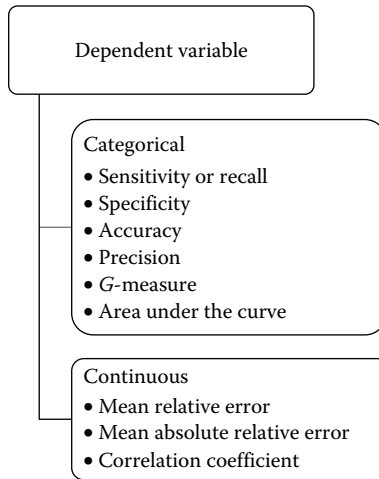 Dependent variable
Categorical
• Sensitivity or recall
• Specificity
• Accuracy
• Precision
• G-measure
• Area under the curve
Continuous
• Mean relative error
• Mean absolute relative error
• Correlation coefficient